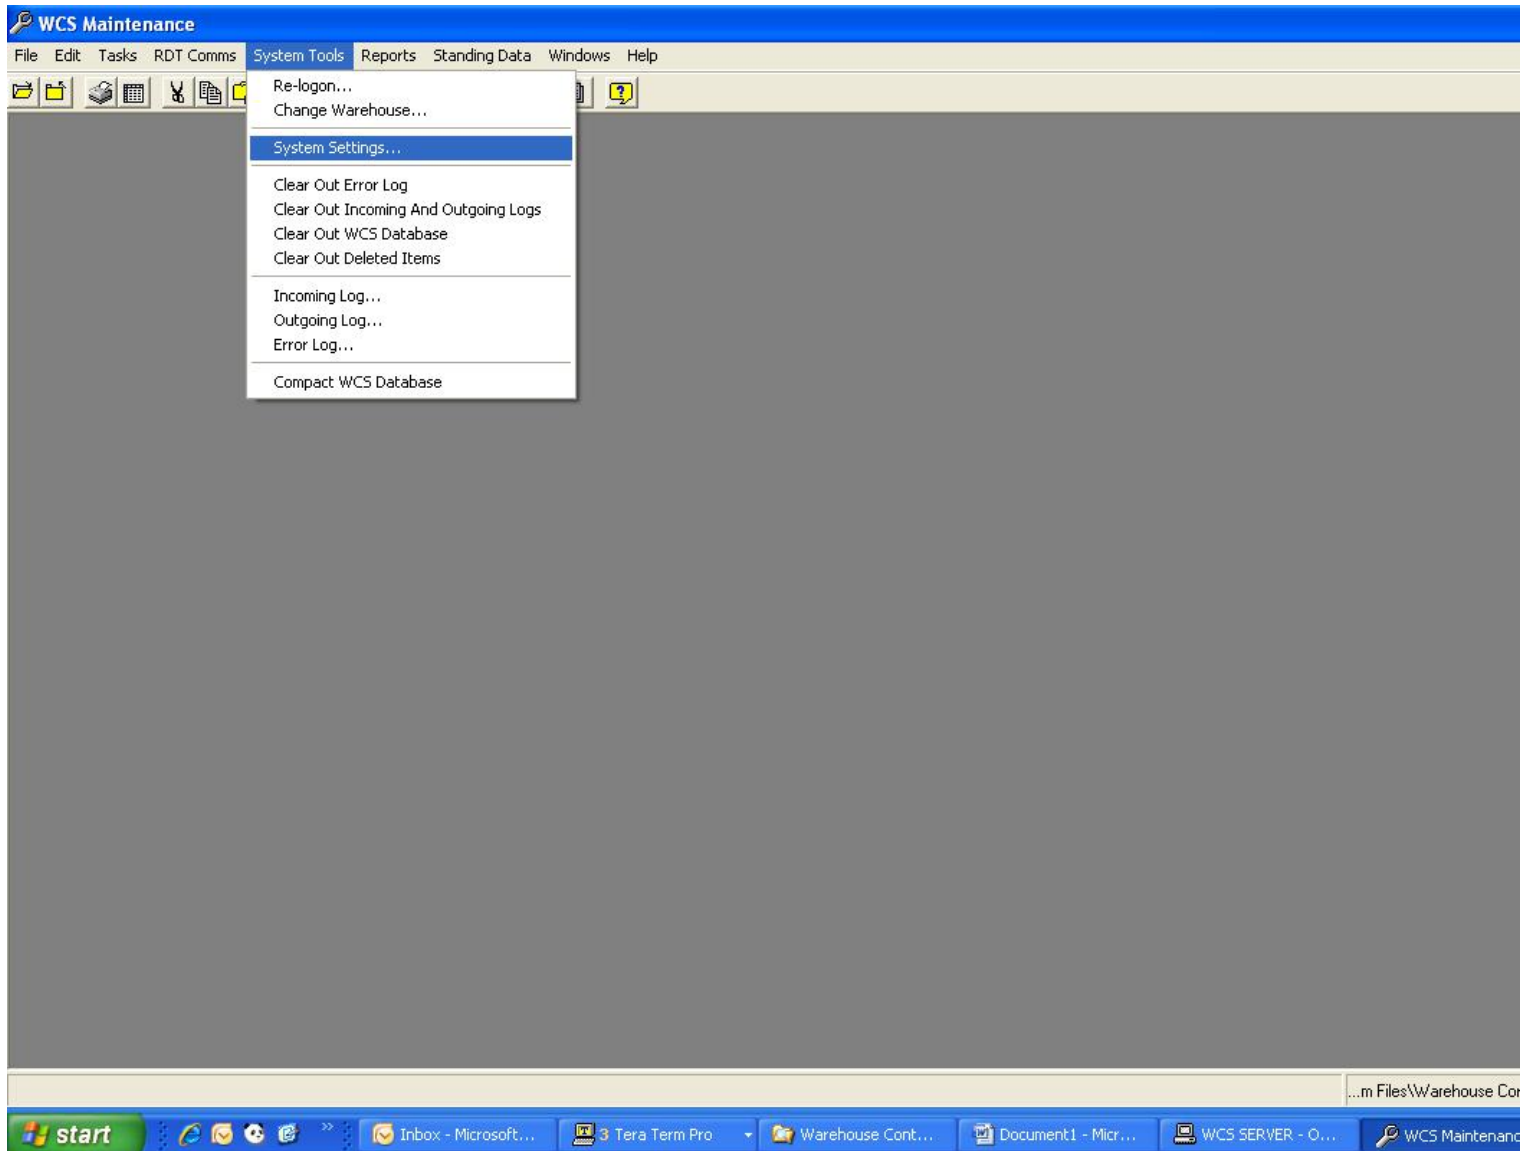 WCS Maintenance
File Edit Tasks RDT Comms System Tools Reports Standing Data Windows Help
Re-logon...
Change Warehouse...
System Settings...
Clear Out Error Log
Clear Out Incoming And Outgoing Logs
Clear Out WCS Database
Clear Out Deleted Items
Incoming Log...
Outgoing Log...
Error Log...
Compact WCS Database
...m Files\Warehouse Cor
start Inbox - Microsoft... 3 Tera Term Pro Warehouse Cont... Document1 - Micr... WCS SERVER - O... WCS Maintenanc